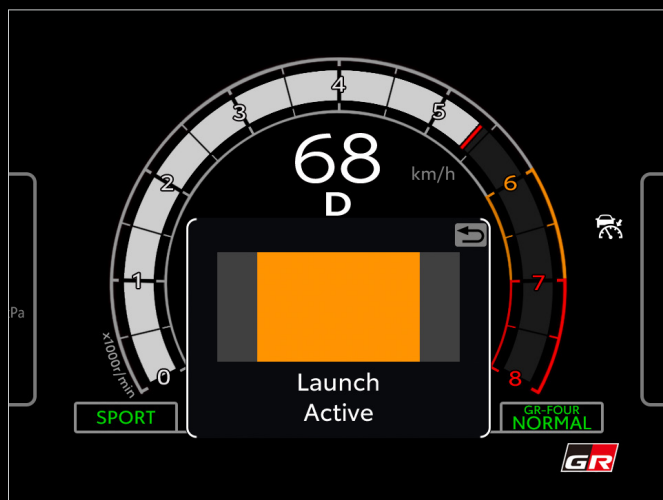 4
3
5
68
km/h
2
6
D
1
7
Pa
x1000r/min
0
Launch
Active
8
SPORT
GR-FOUR
NORMAL
GR